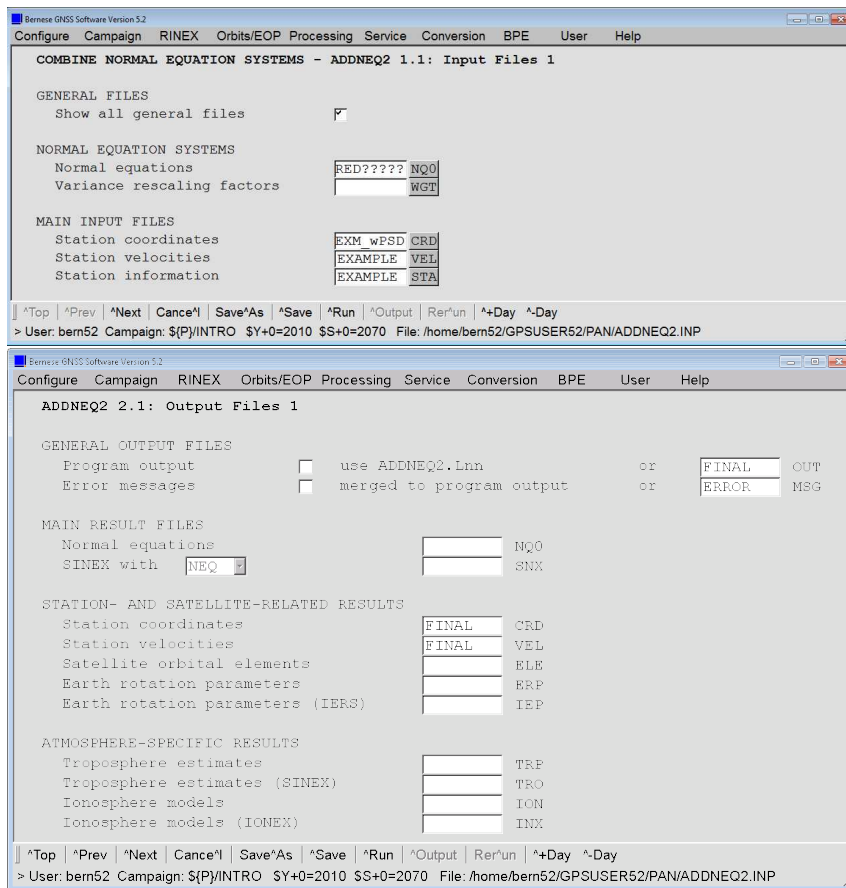 Bernese GNSS Software Version 5.2
Configure Campaign RINEX Orbits/EOP Processing Service Conversion BPE User Help
COMBINE NORMAL EQUATION SYSTEMS - ADDNEQ2 1.1: Input Files 1
GENERAL FILES
Show all general files
NORMAL EQUATION SYSTEMS
Normal equations RED????? NQ0
Variance rescaling factors WGT
MAIN INPUT FILES
Station coordinates EXM_wPSD CRD
Station velocities EXAMPLE VEL
Station information EXAMPLE STA
^Top ^Prev ^Next Cance^l Save^As ^Save ^Run ^Output Rer^un ^+Day ^-Day
> User: bern52 Campaign: ${P}/INTRO $Y+0=2010 $S+0=2070 File: /home/bern52/GPSUSER52/PAN/ADDNEQ2.INP
Bernese GNSS Software Version 5.2
Configure Campaign RINEX Orbits/EOP Processing Service Conversion BPE User Help
ADDNEQ2 2.1: Output Files 1
GENERAL OUTPUT FILES
Program output use ADDNEQ2.Lnn or FINAL OUT
Error messages merged to program output or ERROR MSG
MAIN RESULT FILES
Normal equations NQ0
SINEX with NEQ SNX
STATION- AND SATELLITE-RELATED RESULTS
Station coordinates FINAL CRD
Station velocities FINAL VEL
Satellite orbital elements ELE
Earth rotation parameters ERP
Earth rotation parameters (IERS) IEP
ATMOSPHERE-SPECIFIC RESULTS
Troposphere estimates TRP
Troposphere estimates (SINEX) TRO
Ionosphere models ION
Ionosphere models (IONEX) INX
^Top ^Prev ^Next Cance^l Save^As ^Save ^Run ^Output Rer^un ^+Day ^-Day
> User: bern52 Campaign: ${P}/INTRO $Y+0=2010 $S+0=2070 File: /home/bern52/GPSUSER52/PAN/ADDNEQ2.INP